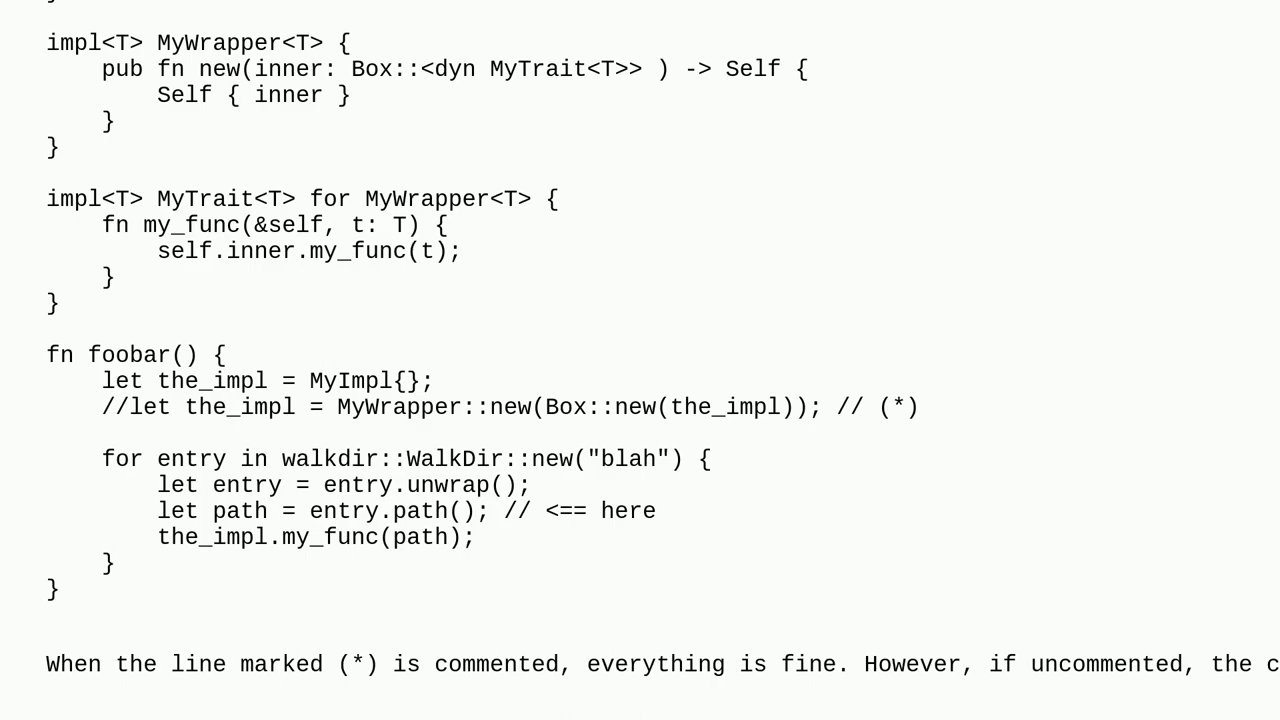 }
impl<T> MyWrapper<T> {
    pub fn new(inner: Box::<dyn MyTrait<T>> ) -> Self {
        Self { inner }
    }
}
impl<T> MyTrait<T> for MyWrapper<T> {
    fn my_func(&self, t: T) {
        self.inner.my_func(t);
    }
}
fn foobar() {
    let the_impl = MyImpl{};
    //let the_impl = MyWrapper::new(Box::new(the_impl)); // (*)
    for entry in walkdir::WalkDir::new("blah") {
        let entry = entry.unwrap();
        let path = entry.path(); // <== here
        the_impl.my_func(path);
    }
}
When the line marked (*) is commented, everything is fine. However, if uncommented, the c